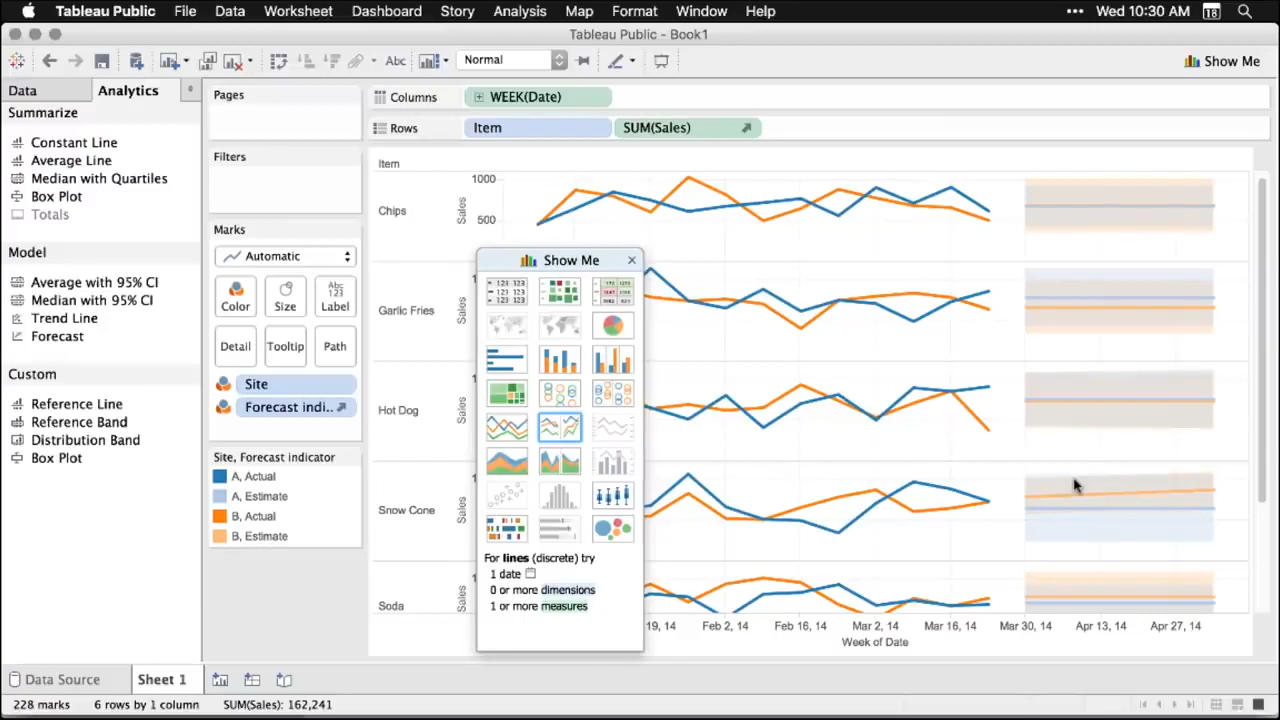 Tableau Public File Data Worksheet Dashboard Story Analysis Map Format Window Help ••• Wed 10:30 AM 18
Tableau Public - Book1
Abc Normal Show Me
Data Analytics
Summarize
Constant Line
Average Line
Median with Quartiles
Box Plot
Totals
Model
Average with 95% CI
Median with 95% CI
Trend Line
Forecast
Custom
Reference Line
Reference Band
Distribution Band
Box Plot
Pages
Filters
Marks
Automatic
Color Size Abc 123 Label
Detail Tooltip Path
Site
Forecast indi..
Site, Forecast indicator
A, Actual
A, Estimate
B, Actual
B, Estimate
Columns WEEK(Date)
Rows Item SUM(Sales)
Item
Chips Sales 1000 500
Garlic Fries Sales
Hot Dog Sales
Snow Cone Sales
Soda Sales
19, 14 Feb 2, 14 Feb 16, 14 Mar 2, 14 Mar 16, 14 Mar 30, 14 Apr 13, 14 Apr 27, 14
Week of Date
Show Me
For lines (discrete) try
1 date
0 or more dimensions
1 or more measures
Data Source Sheet 1
228 marks 6 rows by 1 column SUM(Sales): 162,241